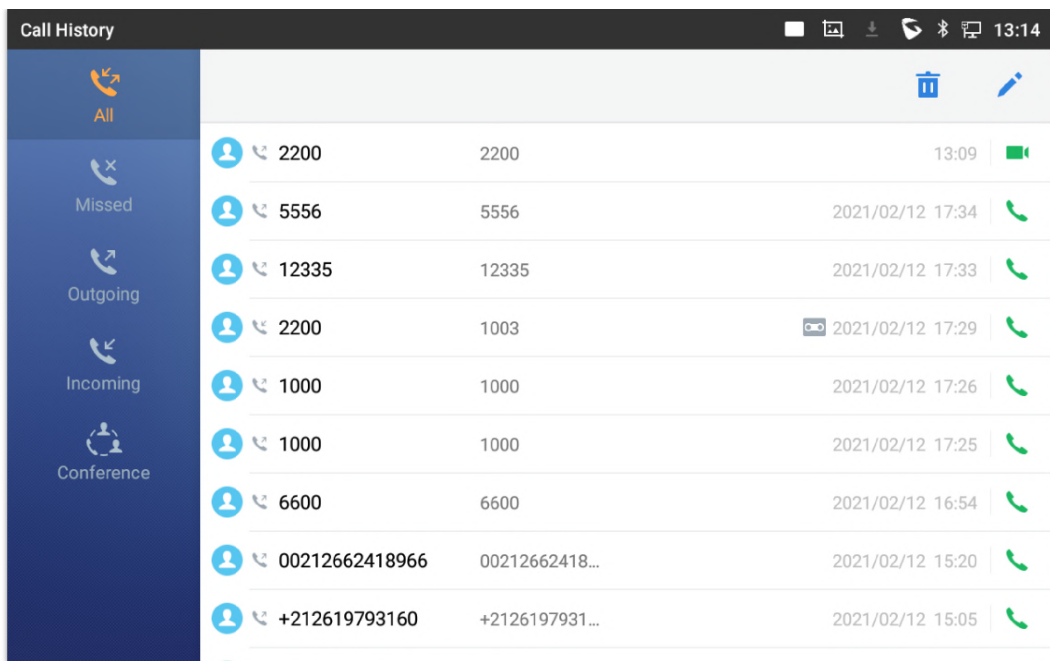 Call History 13:14
All
Missed
Outgoing
Incoming
Conference
2200 2200 13:09
5556 5556 2021/02/12 17:34
12335 12335 2021/02/12 17:33
2200 1003 2021/02/12 17:29
1000 1000 2021/02/12 17:26
1000 1000 2021/02/12 17:25
6600 6600 2021/02/12 16:54
00212662418966 00212662418... 2021/02/12 15:20
+212619793160 +2126197931... 2021/02/12 15:05